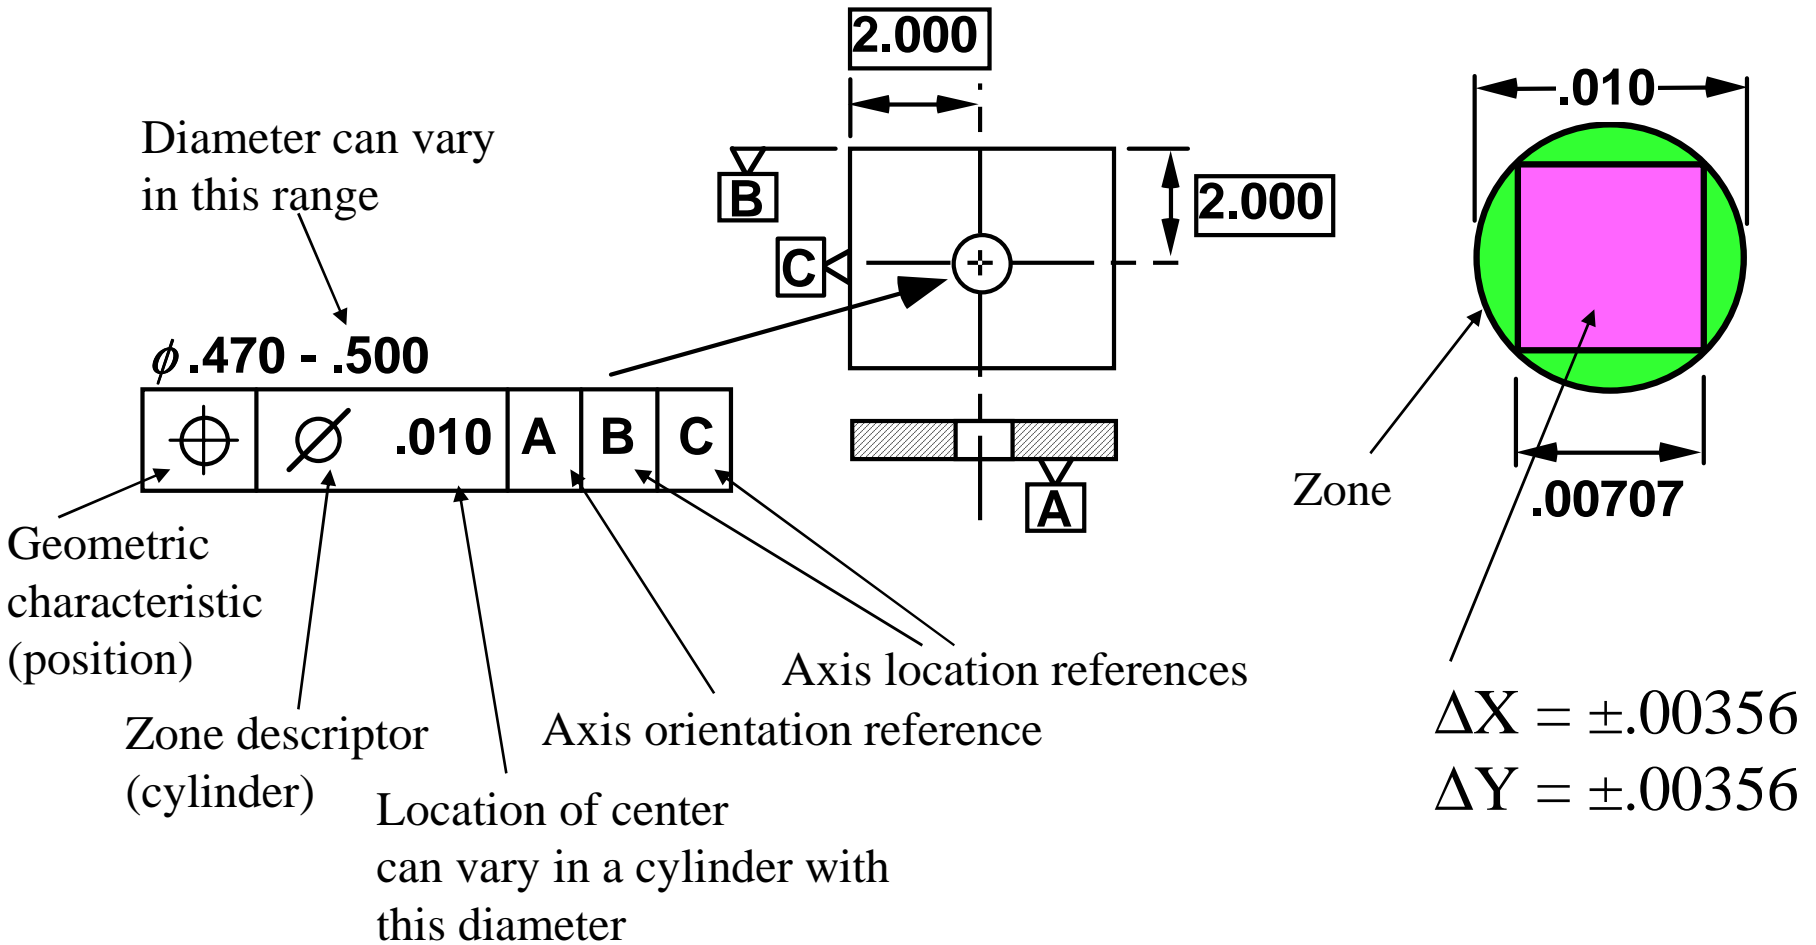 2.000
.010
Diameter can vary
in this range
B
2.000
C
ϕ .470 - .500
⌖ ⌀ .010 A B C
A
Zone
.00707
Geometric
characteristic
(position)
Axis location references
Zone descriptor
(cylinder)
Axis orientation reference
Location of center
can vary in a cylinder with
this diameter
ΔX = ±.00356
ΔY = ±.00356